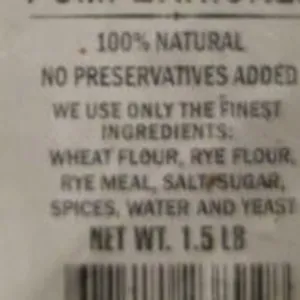 100% NATURAL
NO PRESERVATIVES ADDED
WE USE ONLY THE FINEST
INGREDIENTS:
WHEAT FLOUR, RYE FLOUR,
RYE MEAL, SALT/SUGAR,
SPICES, WATER AND YEAST
NET WT. 1.5 LB